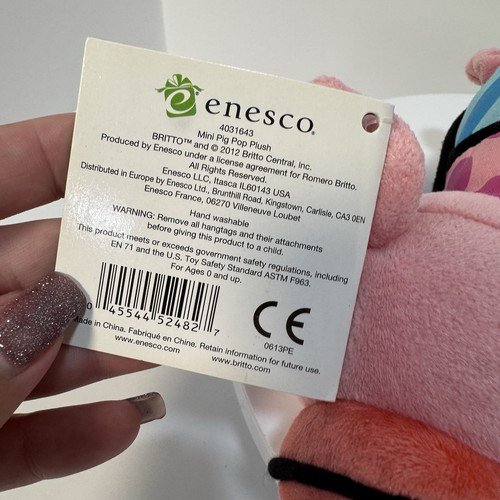 enesco®
4031643
Mini Pig Pop Plush
BRITTO™ and © 2012 Britto Central, Inc.
Produced by Enesco under a license agreement for Romero Britto.
All Rights Reserved.
Enesco LLC, Itasca IL60143 USA
Distributed in Europe by Enesco Ltd., Brunthill Road, Kingstown, Carlisle, CA3 0EN
Enesco France, 06270 Villeneuve Loubet
Hand washable
WARNING: Remove all hangtags and their attachments
before giving this product to a child.
This product meets or exceeds government safety regulations, including
EN 71 and the U.S. Toy Safety Standard ASTM F963.
For Ages 0 and up.
0 45544 52482 7
CE
0613PE
Made in China. Fabriqué en Chine. Retain information for future use.
www.enesco.com www.britto.com